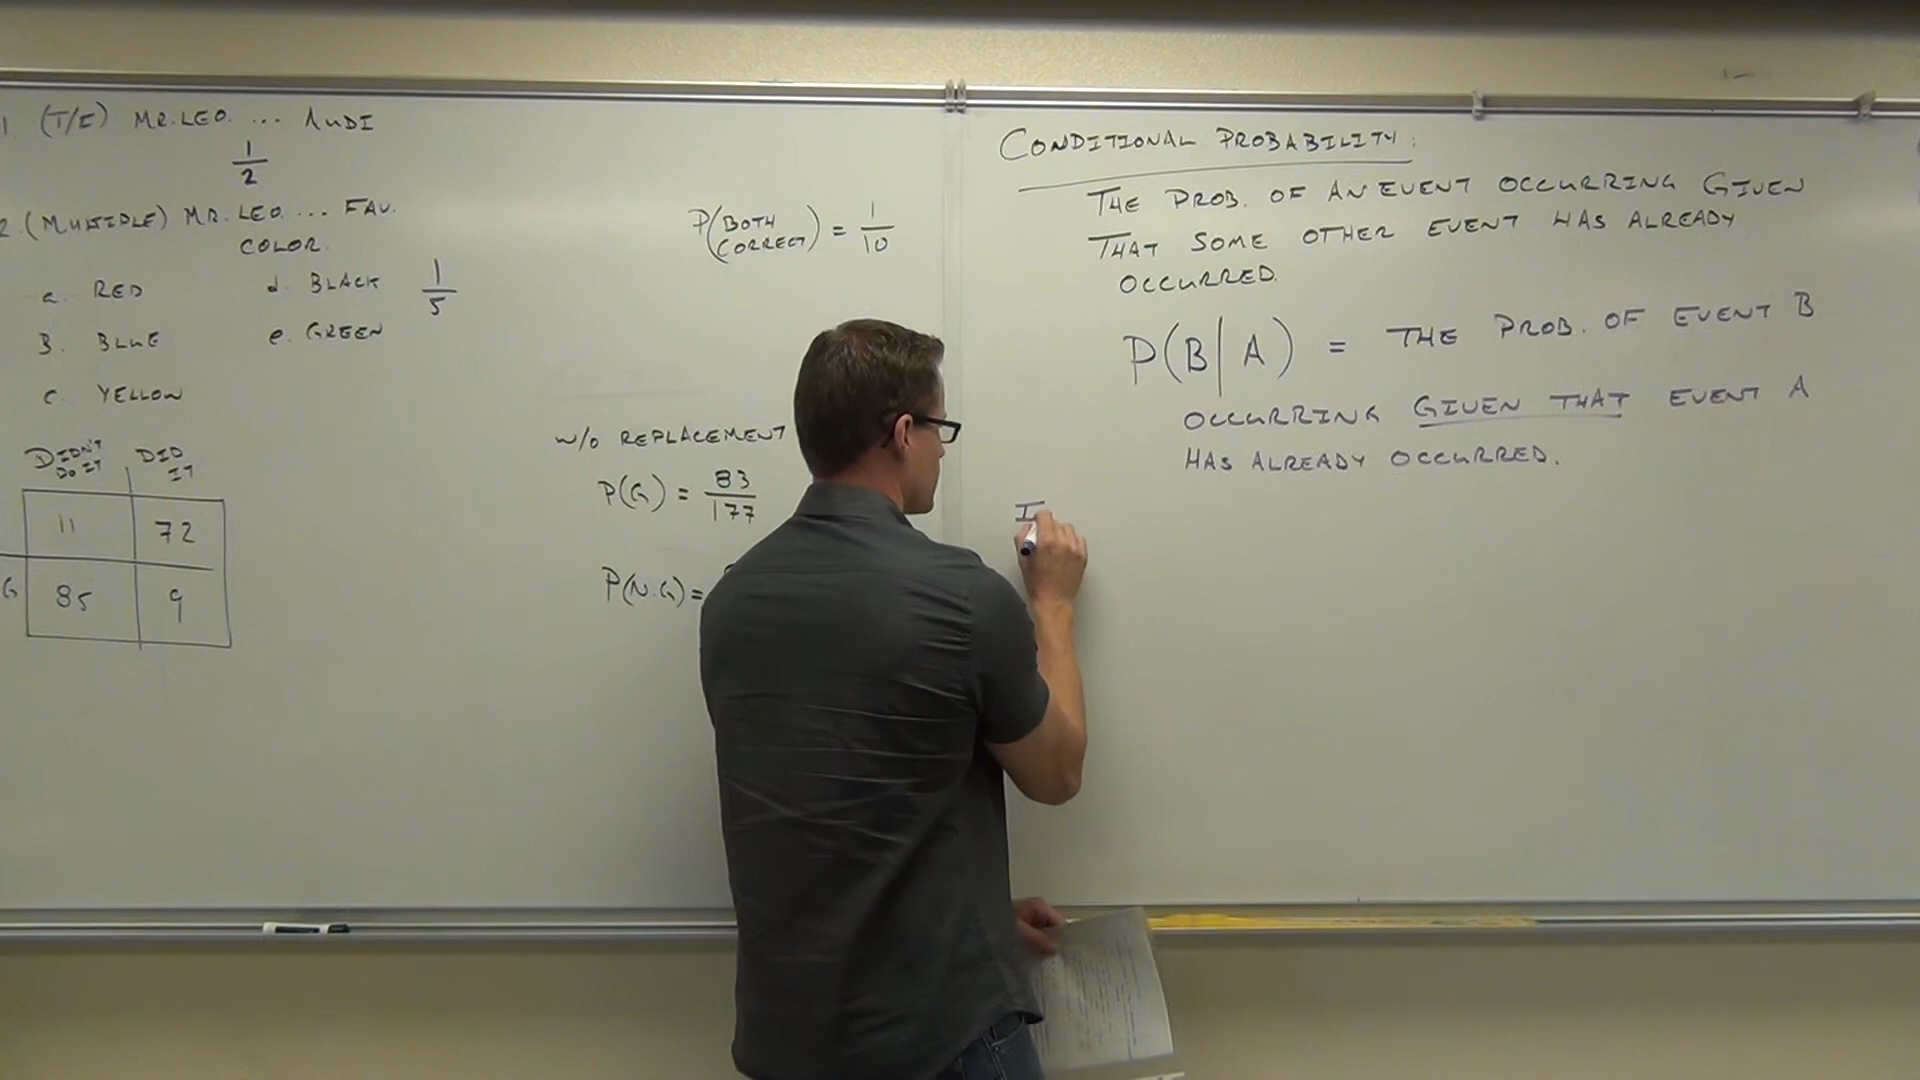 1. (T/F) MR. LEO. ... AUDI
1/2
2. (MULTIPLE) MR. LEO. ... FAV. COLOR.
a. RED
B. BLUE
c. YELLOW
d. BLACK
e. GREEN
1/5
DIDN'T DO IT
DID IT
11 72
G 85 9
P(BOTH CORRECT) = 1/10
W/O REPLACEMENT
P(G) = 83/177
P(N.G) =
CONDITIONAL PROBABILITY:
THE PROB. OF AN EVENT OCCURRING GIVEN
THAT SOME OTHER EVENT HAS ALREADY
OCCURRED.
P(B|A) = THE PROB. OF EVENT B
OCCURRING GIVEN THAT EVENT A
HAS ALREADY OCCURRED.
I